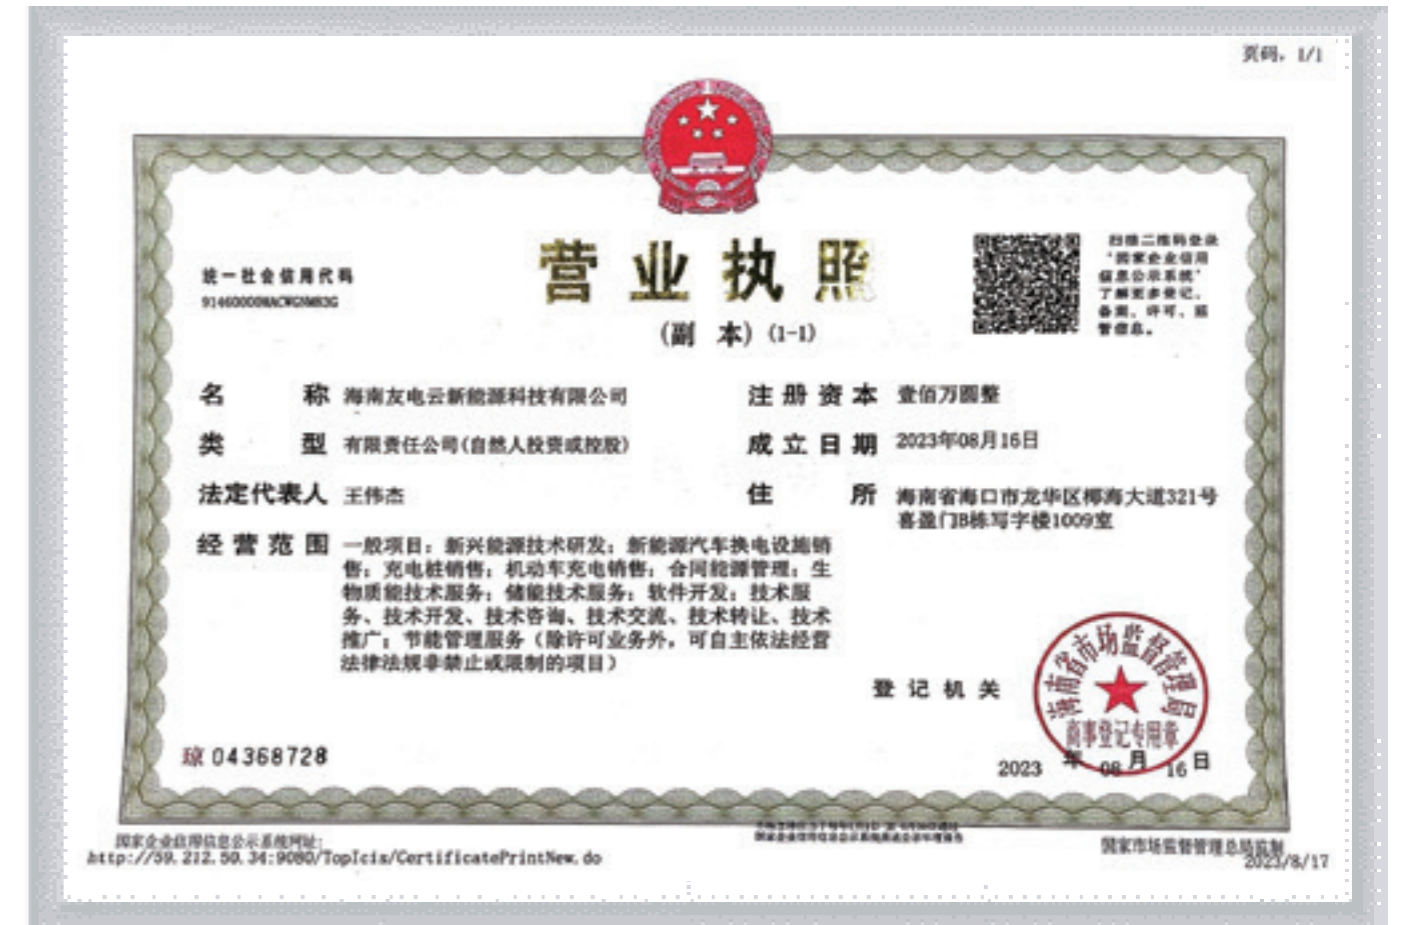 页码: 1/1
营业执照
(副 本) (1-1)
统一社会信用代码
扫描二维码登录
"国家企业信用
信息公示系统"
了解更多登记、
备案、许可、监
管信息。
名 称 海南友电云新能源科技有限公司
注册资本 壹佰万圆整
类 型 有限责任公司(自然人投资或控股)
成立日期 2023年08月16日
法定代表人 王伟杰
住 所 海南省海口市龙华区椰海大道321号
喜盈门B栋写字楼1009室
经营范围 一般项目:新兴能源技术研发;新能源汽车换电设施销
售;充电桩销售;机动车充电销售;合同能源管理;生
物质能技术服务;储能技术服务;软件开发;技术服
务、技术开发、技术咨询、技术交流、技术转让、技术
推广;节能管理服务(除许可业务外,可自主依法经营
法律法规非禁止或限制的项目)
登记机关
海南省市场监督管理局
商事登记专用章
2023 年 08 月 16 日
琼 04368728
国家企业信用信息公示系统网址:
http://59.212.50.34:9080/TopIcis/CertificatePrintNew.do
国家市场监督管理总局监制
2023/8/17